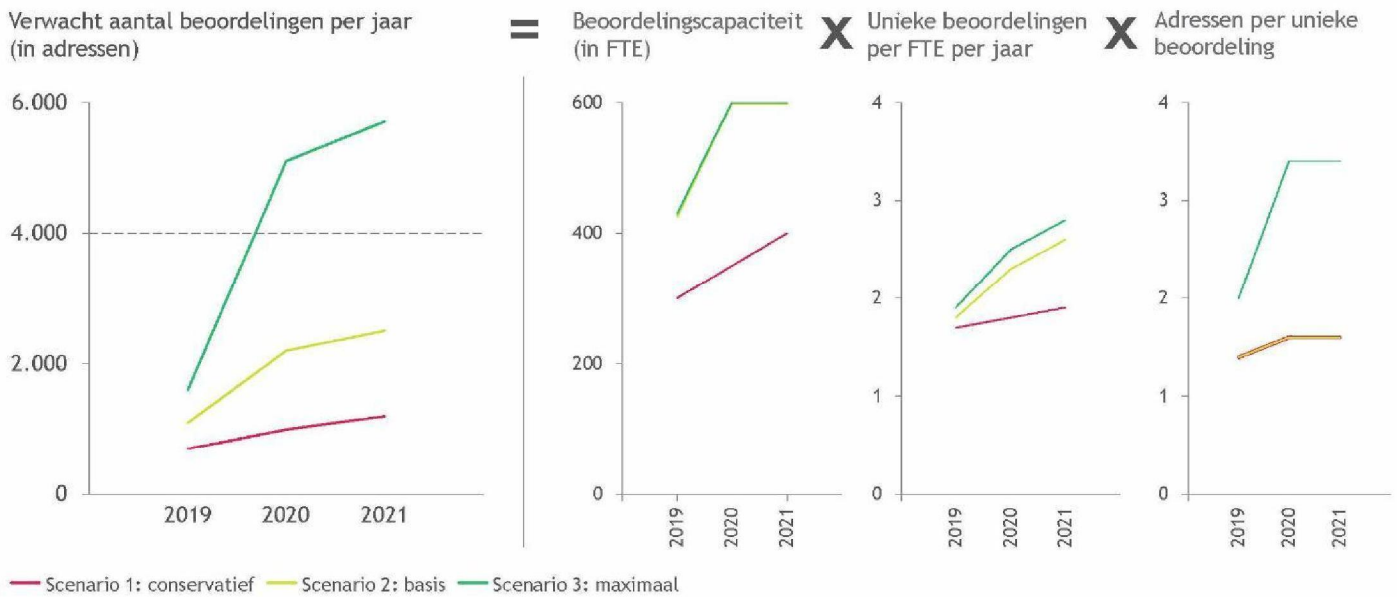 Verwacht aantal beoordelingen per jaar
(in adressen)
=
Beoordelingscapaciteit
(in FTE)
X
Unieke beoordelingen
per FTE per jaar
X
Adressen per unieke
beoordeling
6.000
4.000
2.000
0
2019
2020
2021
600
400
200
0
2019
2020
2021
4
3
2
1
0
2019
2020
2021
4
3
2
1
0
2019
2020
2021
Scenario 1: conservatief
Scenario 2: basis
Scenario 3: maximaal